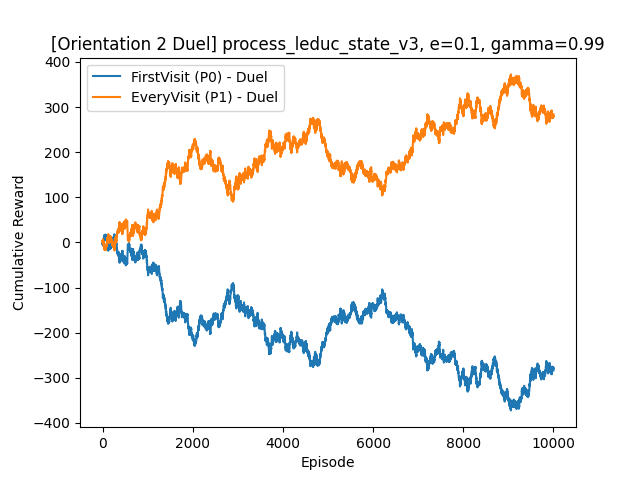 [Orientation 2 Duel] process_leduc_state_v3, e=0.1, gamma=0.99
FirstVisit (P0) - Duel
EveryVisit (P1) - Duel
400
300
200
100
0
−100
−200
−300
−400
Cumulative Reward
0 2000 4000 6000 8000 10000
Episode